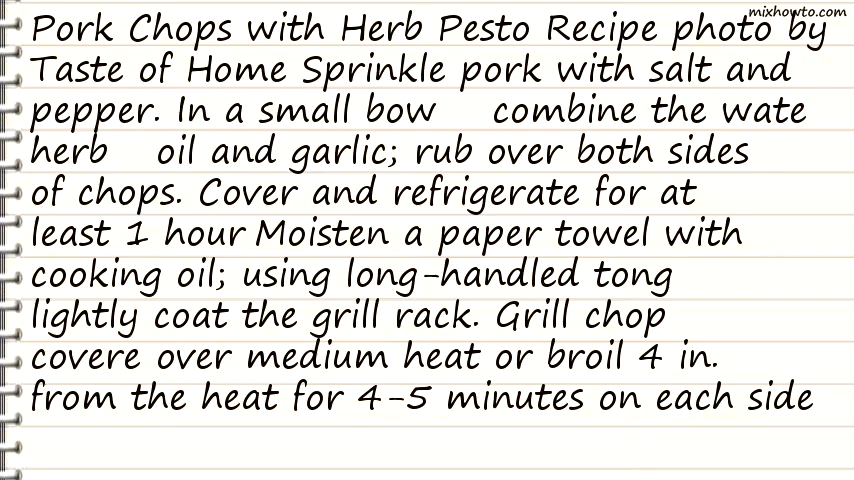 mixhowto.com
Pork Chops with Herb Pesto Recipe photo by
Taste of Home Sprinkle pork with salt and
pepper. In a small bow combine the wate
herb oil and garlic; rub over both sides
of chops. Cover and refrigerate for at
least 1 hour Moisten a paper towel with
cooking oil; using long-handled tong
lightly coat the grill rack. Grill chop
covere over medium heat or broil 4 in.
from the heat for 4-5 minutes on each side